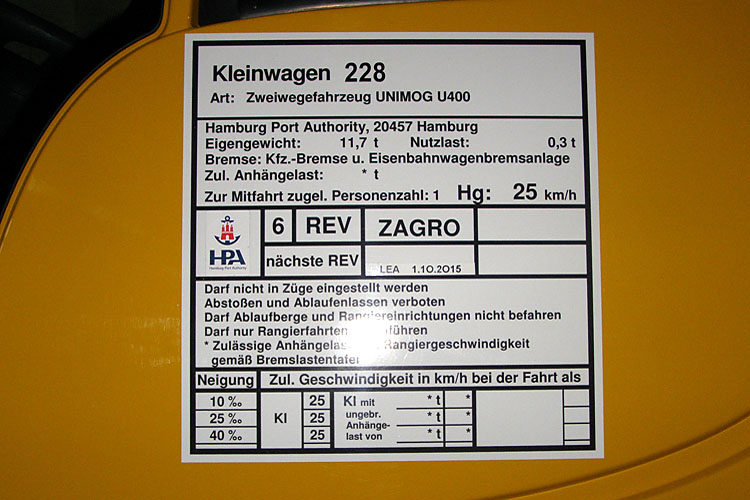 Kleinwagen 228
Art: Zweiwegefahrzeug UNIMOG U400
Hamburg Port Authority, 20457 Hamburg
Eigengewicht: 11,7 t Nutzlast: 0,3 t
Bremse: Kfz.-Bremse u. Eisenbahnwagenbremsanlage
Zul. Anhängelast: * t
Zur Mitfahrt zugel. Personenzahl: 1 Hg: 25 km/h
HPA
Hamburg Port Authority
6 REV ZAGRO
nächste REV LEA 1.10.2015
Darf nicht in Züge eingestellt werden
Abstoßen und Ablaufenlassen verboten
Darf Ablaufberge und Rangiereinrichtungen nicht befahren
Darf nur Rangierfahrten führen
* Zulässige Anhängelas Rangiergeschwindigkeit
gemäß Bremslastentafel
Neigung Zul. Geschwindigkeit in km/h bei der Fahrt als
10 ‰ 25 Kl mit * t *
25 ‰ Kl 25 ungebr. * t *
Anhänge-
40 ‰ 25 last von * t *